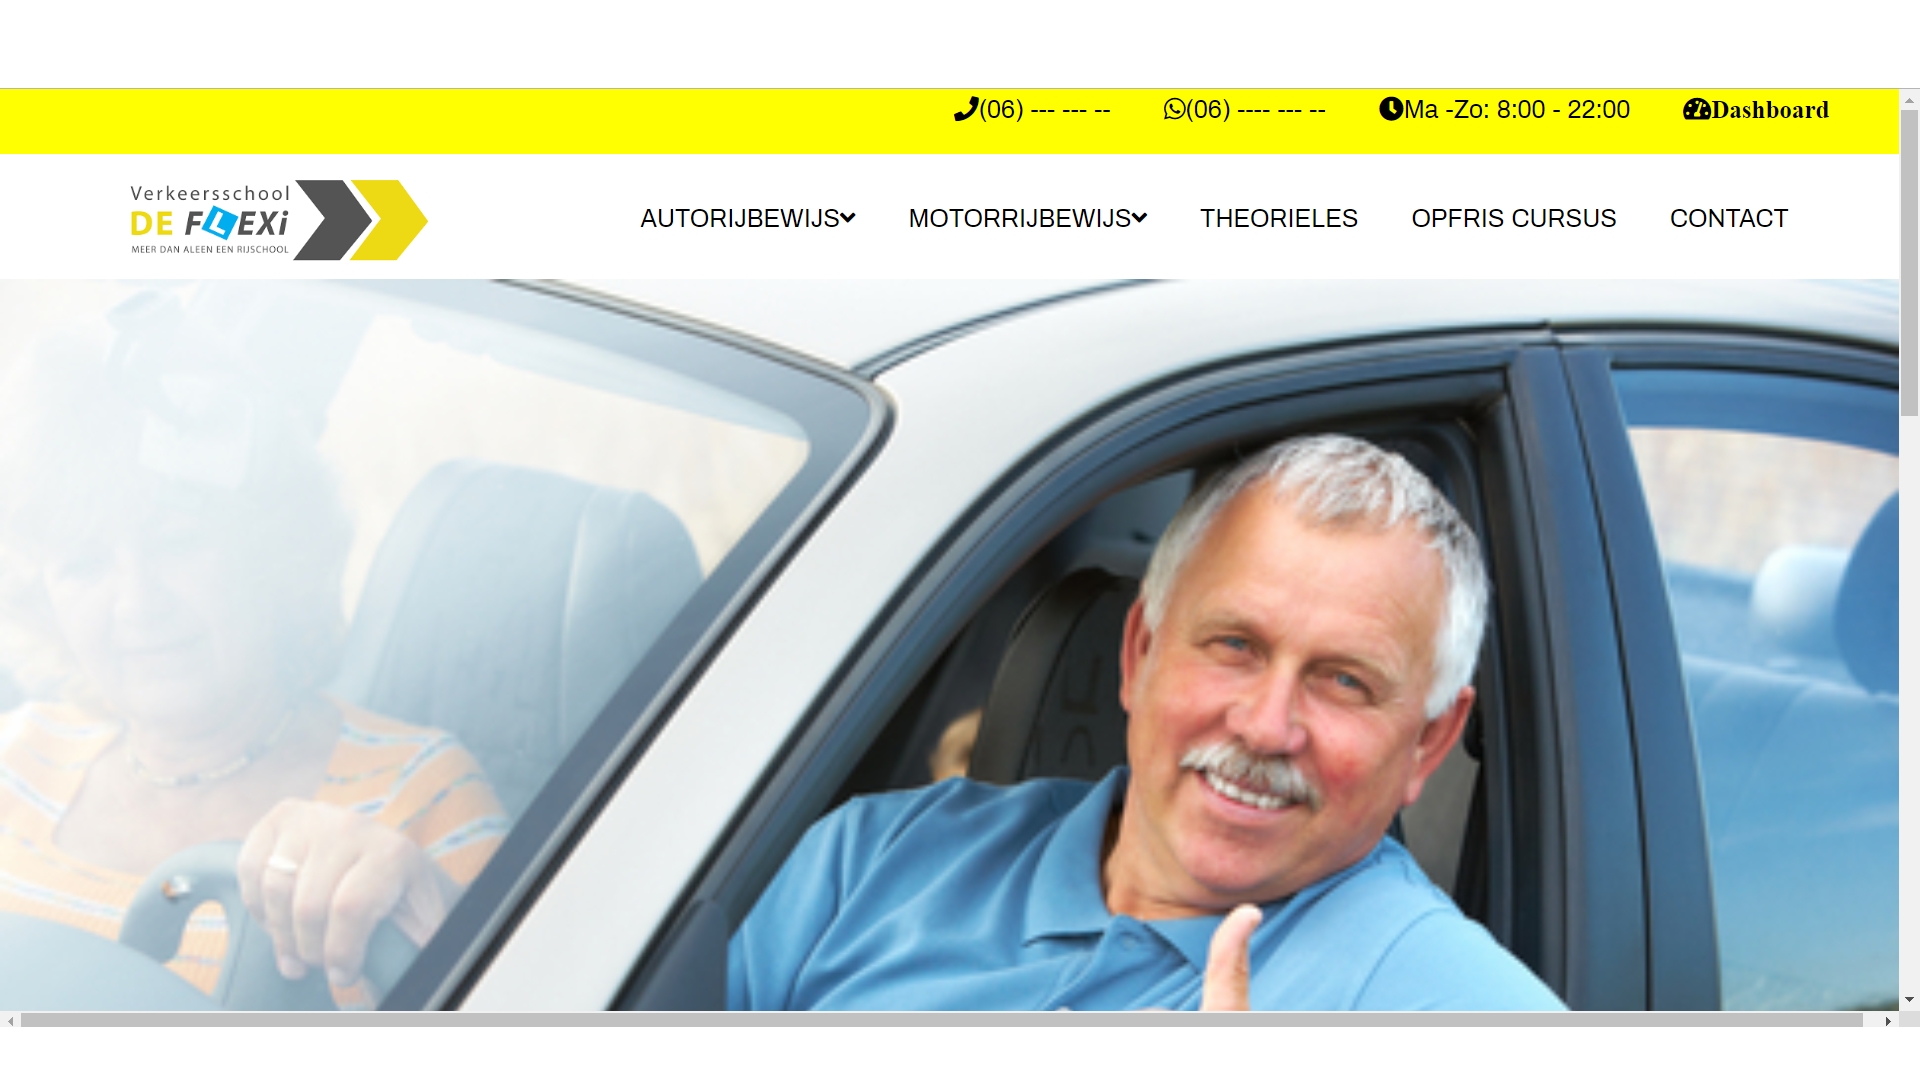 (06) --- --- -- (06) ---- --- -- Ma -Zo: 8:00 - 22:00 Dashboard
Verkeersschool
DE FLEXi
MEER DAN ALEEN EEN RIJSCHOOL
AUTORIJBEWIJS MOTORRIJBEWIJS THEORIELES OPFRIS CURSUS CONTACT